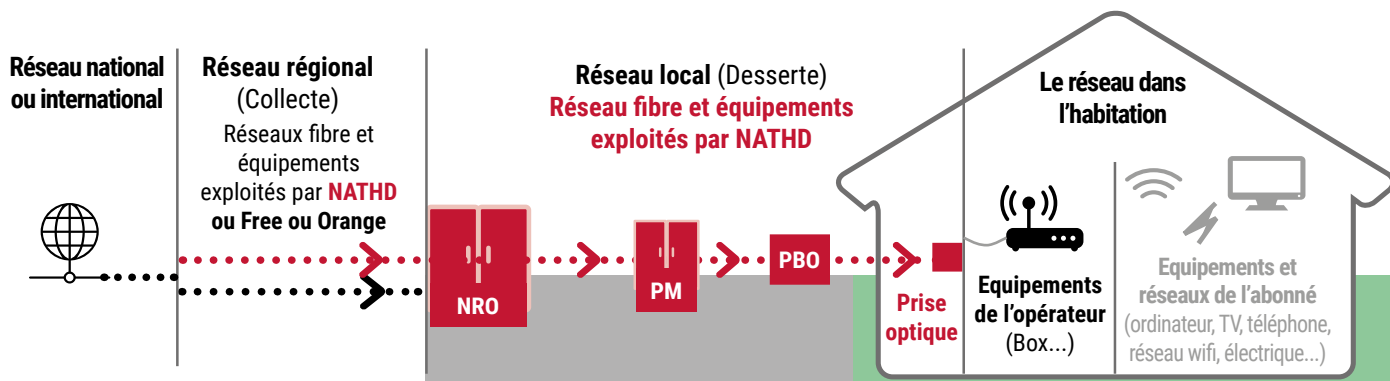 Réseau national
ou international
Réseau régional
(Collecte)
Réseaux fibre et
équipements
exploités par NATHD
ou Free ou Orange
Réseau local (Desserte)
Réseau fibre et équipements
exploités par NATHD
NRO
PM
PBO
Prise
optique
Le réseau dans
l'habitation
Equipements
de l'opérateur
(Box...)
Equipements et
réseaux de l'abonné
(ordinateur, TV, téléphone,
réseau wifi, électrique...)